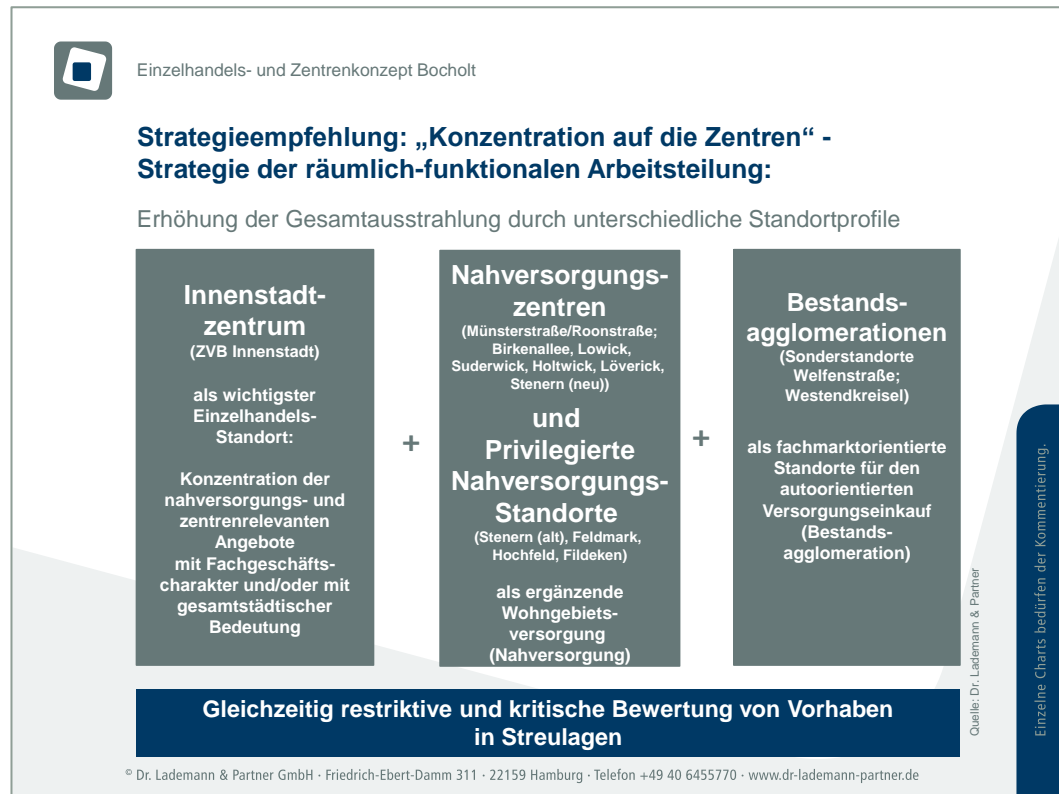 Einzelhandels- und Zentrenkonzept Bocholt
Strategieempfehlung: „Konzentration auf die Zentren“ -
Strategie der räumlich-funktionalen Arbeitsteilung:
Erhöhung der Gesamtausstrahlung durch unterschiedliche Standortprofile
Innenstadt-
zentrum
(ZVB Innenstadt)
als wichtigster
Einzelhandels-
Standort:
Konzentration der
nahversorgungs- und
zentrenrelevanten
Angebote
mit Fachgeschäfts-
charakter und/oder mit
gesamtstädtischer
Bedeutung
+
Nahversorgungs-
zentren
(Münsterstraße/Roonstraße;
Birkenallee, Lowick,
Suderwick, Holtwick, Löverick,
Stenern (neu))
und
Privilegierte
Nahversorgungs-
Standorte
(Stenern (alt), Feldmark,
Hochfeld, Fildeken)
als ergänzende
Wohngebiets-
versorgung
(Nahversorgung)
+
Bestands-
agglomerationen
(Sonderstandorte
Welfenstraße;
Westendkreisel)
als fachmarktorientierte
Standorte für den
autoorientierten
Versorgungseinkauf
(Bestands-
agglomeration)
Gleichzeitig restriktive und kritische Bewertung von Vorhaben
in Streulagen
Quelle: Dr. Lademann & Partner
Einzelne Charts bedürfen der Kommentierung.
© Dr. Lademann & Partner GmbH · Friedrich-Ebert-Damm 311 · 22159 Hamburg · Telefon +49 40 6455770 · www.dr-lademann-partner.de